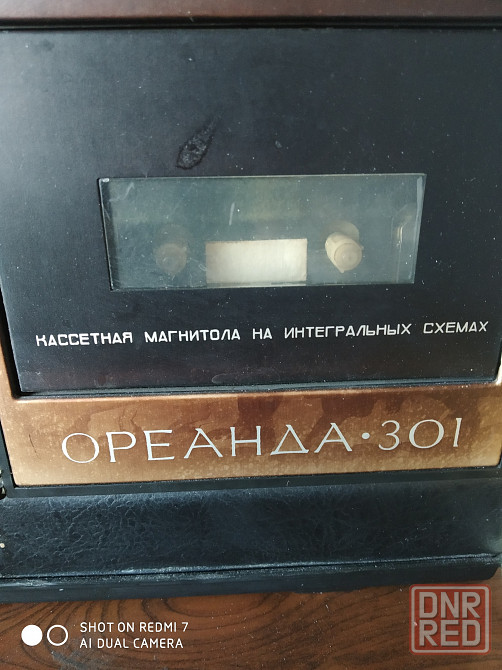 КАССЕТНАЯ МАГНИТОЛА НА ИНТЕГРАЛЬНЫХ СХЕМАХ
ОРЕАНДА·301
SHOT ON REDMI 7
AI DUAL CAMERA
DNR
RED